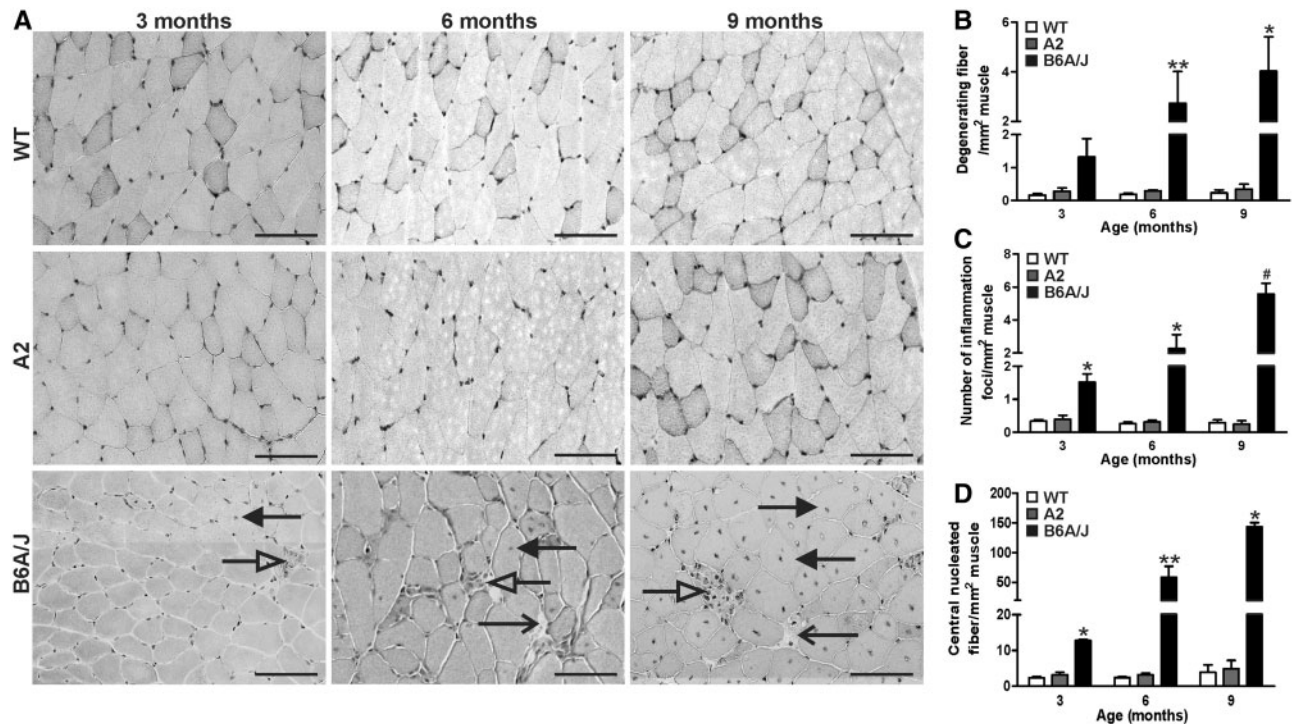 A
3 months
6 months
9 months
WT
A2
B6A/J
B
Degenerating fiber
/mm² muscle
6
4
2
2
1
0
WT
A2
B6A/J
**
*
3
6
9
Age (months)
C
Number of inflamation
foci/mm² muscle
8
6
4
2
2
1
0
WT
A2
B6A/J
*
*
#
3
6
9
Age (months)
D
Central nucleated
fiber/mm² muscle
200
150
100
50
20
10
0
WT
A2
B6A/J
*
**
*
3
6
9
Age (months)